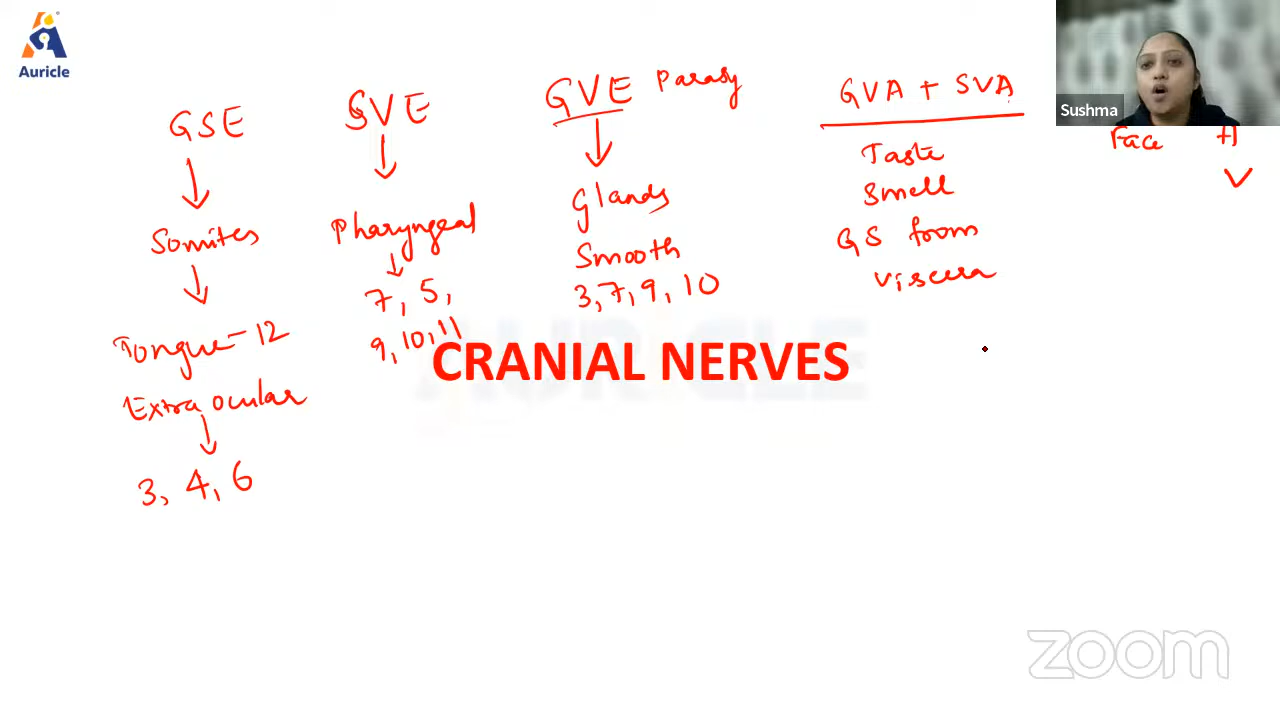 Auricle
GSE
Somites
Tongue - 12
Extra ocular
3, 4, 6
SVE
Pharyngeal
7, 5,
9, 10, 11
GVE Parasy
Glands
Smooth
3, 7, 9, 10
GVA + SVA
Taste
Smell
GS from
viscera
Face
Sushma
CRANIAL NERVES
AURICLE
zoom